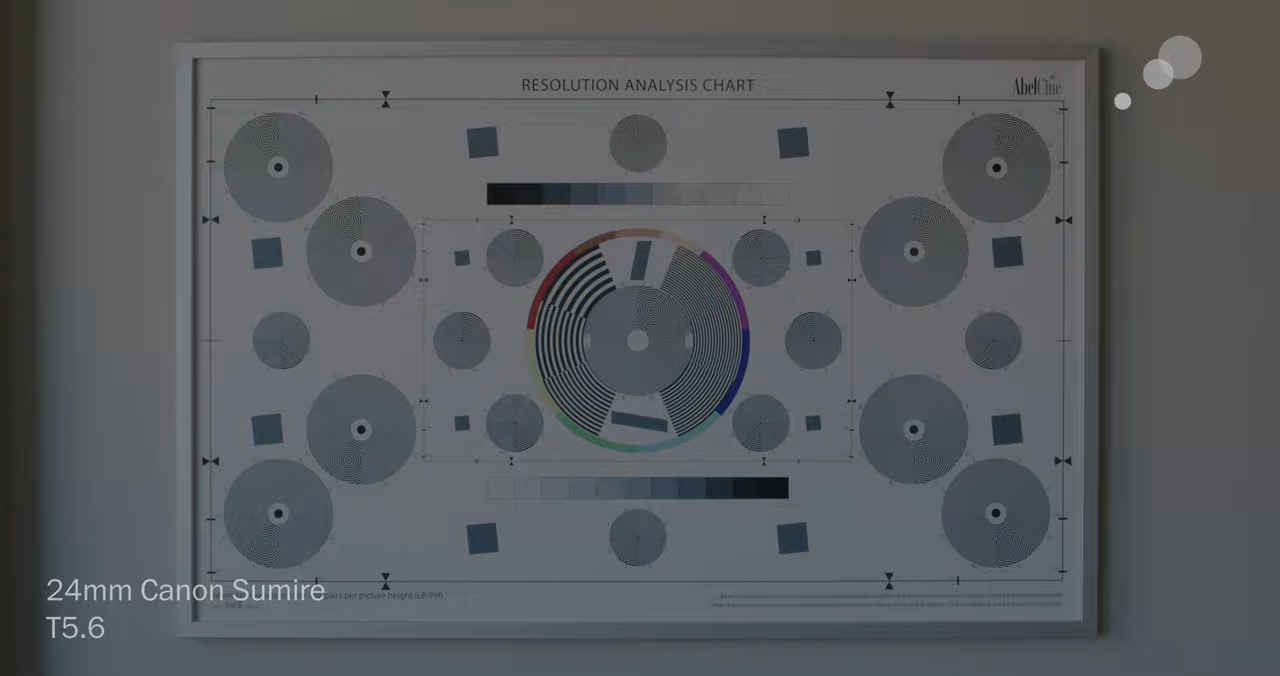 RESOLUTION ANALYSIS CHART
AbelCine
24mm Canon Sumire
pairs per picture height (LP/PH)
T5.6